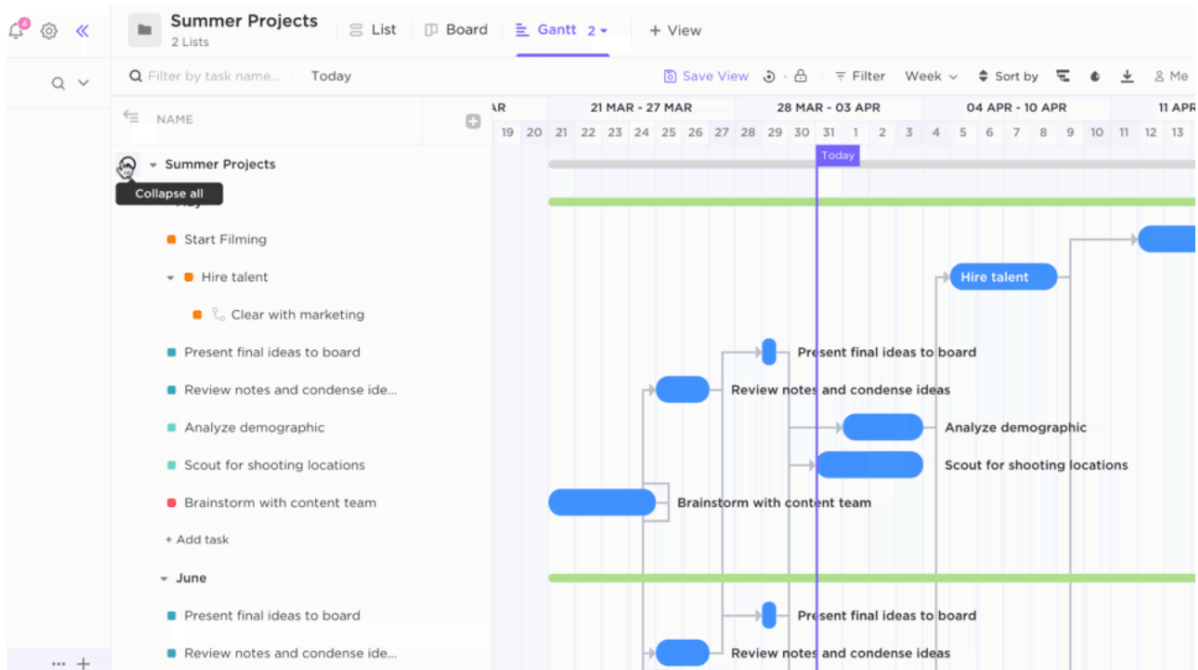 4
Summer Projects
2 Lists
List
Board
Gantt 2
+ View
Filter by task name...
Today
Save View
Filter
Week
Sort by
Me
NAME
AR
21 MAR - 27 MAR
28 MAR - 03 APR
04 APR - 10 APR
11 APR
19 20 21 22 23 24 25 26 27 28 29 30 31 1 2 3 4 5 6 7 8 9 10 11 12 13
Today
Summer Projects
Collapse all
Start Filming
Hire talent
Hire talent
Clear with marketing
Present final ideas to board
Present final ideas to board
Review notes and condense ide...
Review notes and condense ideas
Analyze demographic
Analyze demographic
Scout for shooting locations
Scout for shooting locations
Brainstorm with content team
Brainstorm with content team
+ Add task
June
Present final ideas to board
Present final ideas to board
Review notes and condense ide...
Review notes and condense ideas